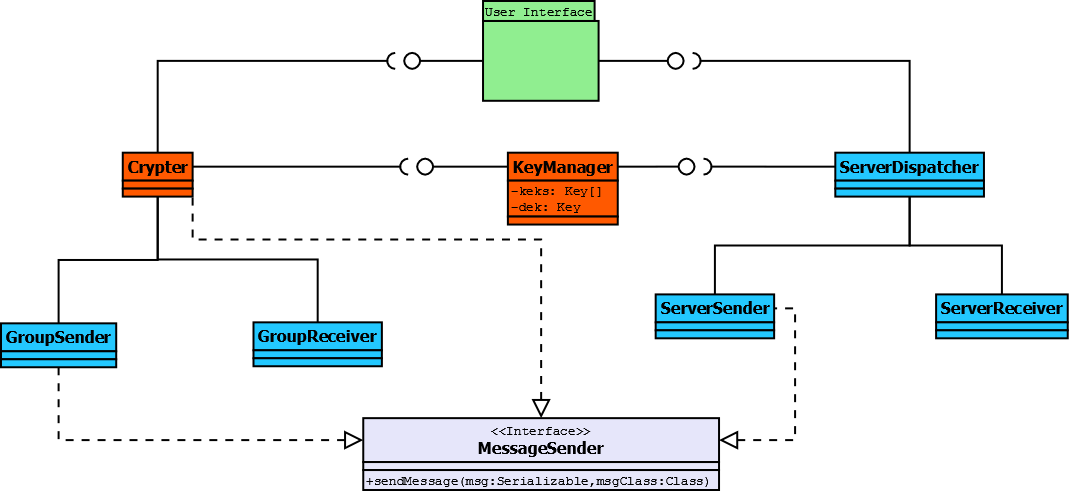 User Interface
Crypter
KeyManager
-keks: Key[]
-dek: Key
ServerDispatcher
GroupSender
GroupReceiver
ServerSender
ServerReceiver
<<Interface>>
MessageSender
+sendMessage(msg:Serializable,msgClass:Class)